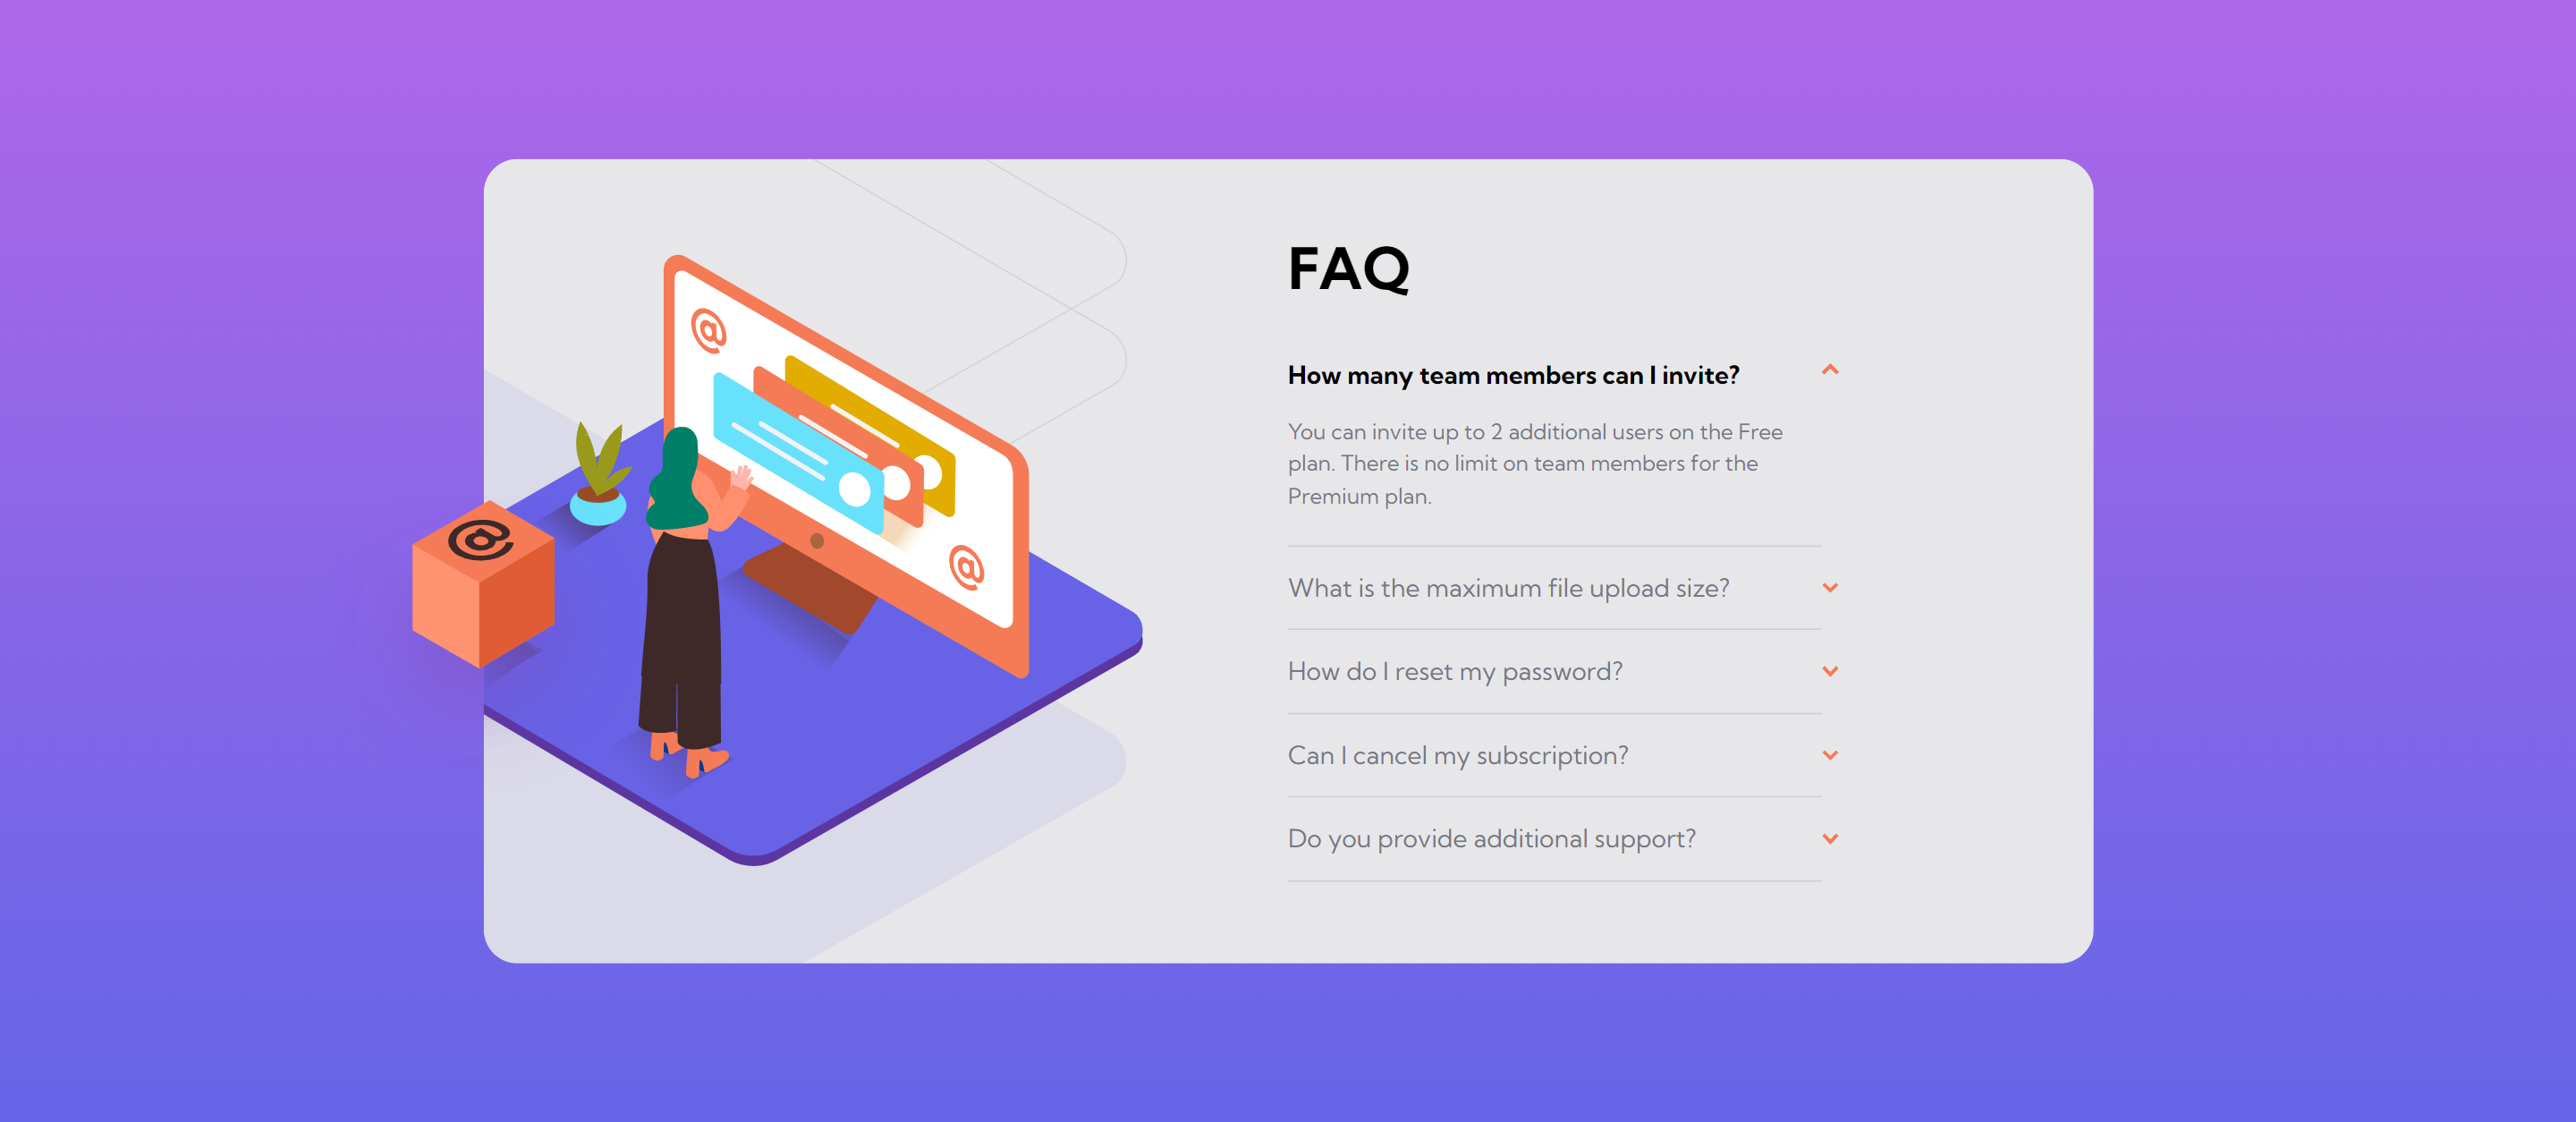 @
@
@
FAQ
How many team members can I invite?
You can invite up to 2 additional users on the Free
plan. There is no limit on team members for the
Premium plan.
What is the maximum file upload size?
How do I reset my password?
Can I cancel my subscription?
Do you provide additional support?